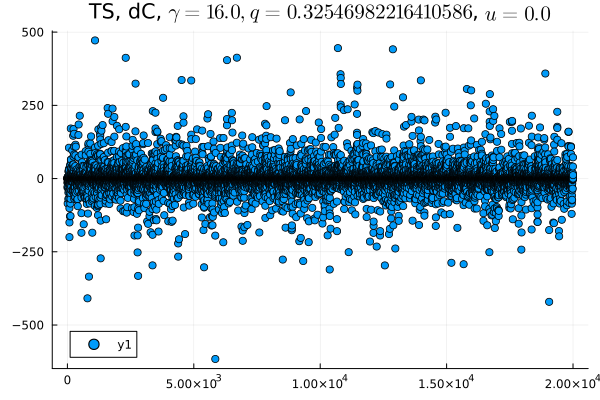 TS, dC, γ = 16.0, q = 0.32546982216410586, u = 0.0
500
250
0
−250
−500
y1
0 5.00×10³ 1.00×10⁴ 1.50×10⁴ 2.00×10⁴